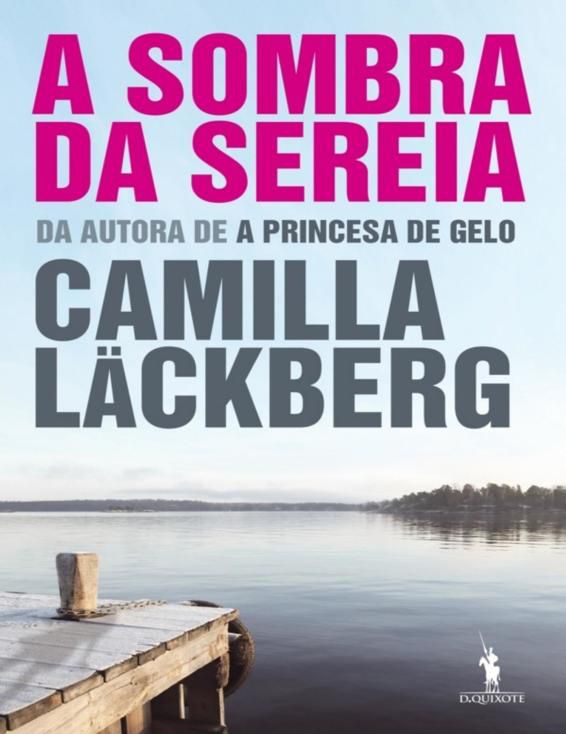 A SOMBRA
DA SEREIA
DA AUTORA DE A PRINCESA DE GELO
CAMILLA
LÄCKBERG
D.QUIXOTE